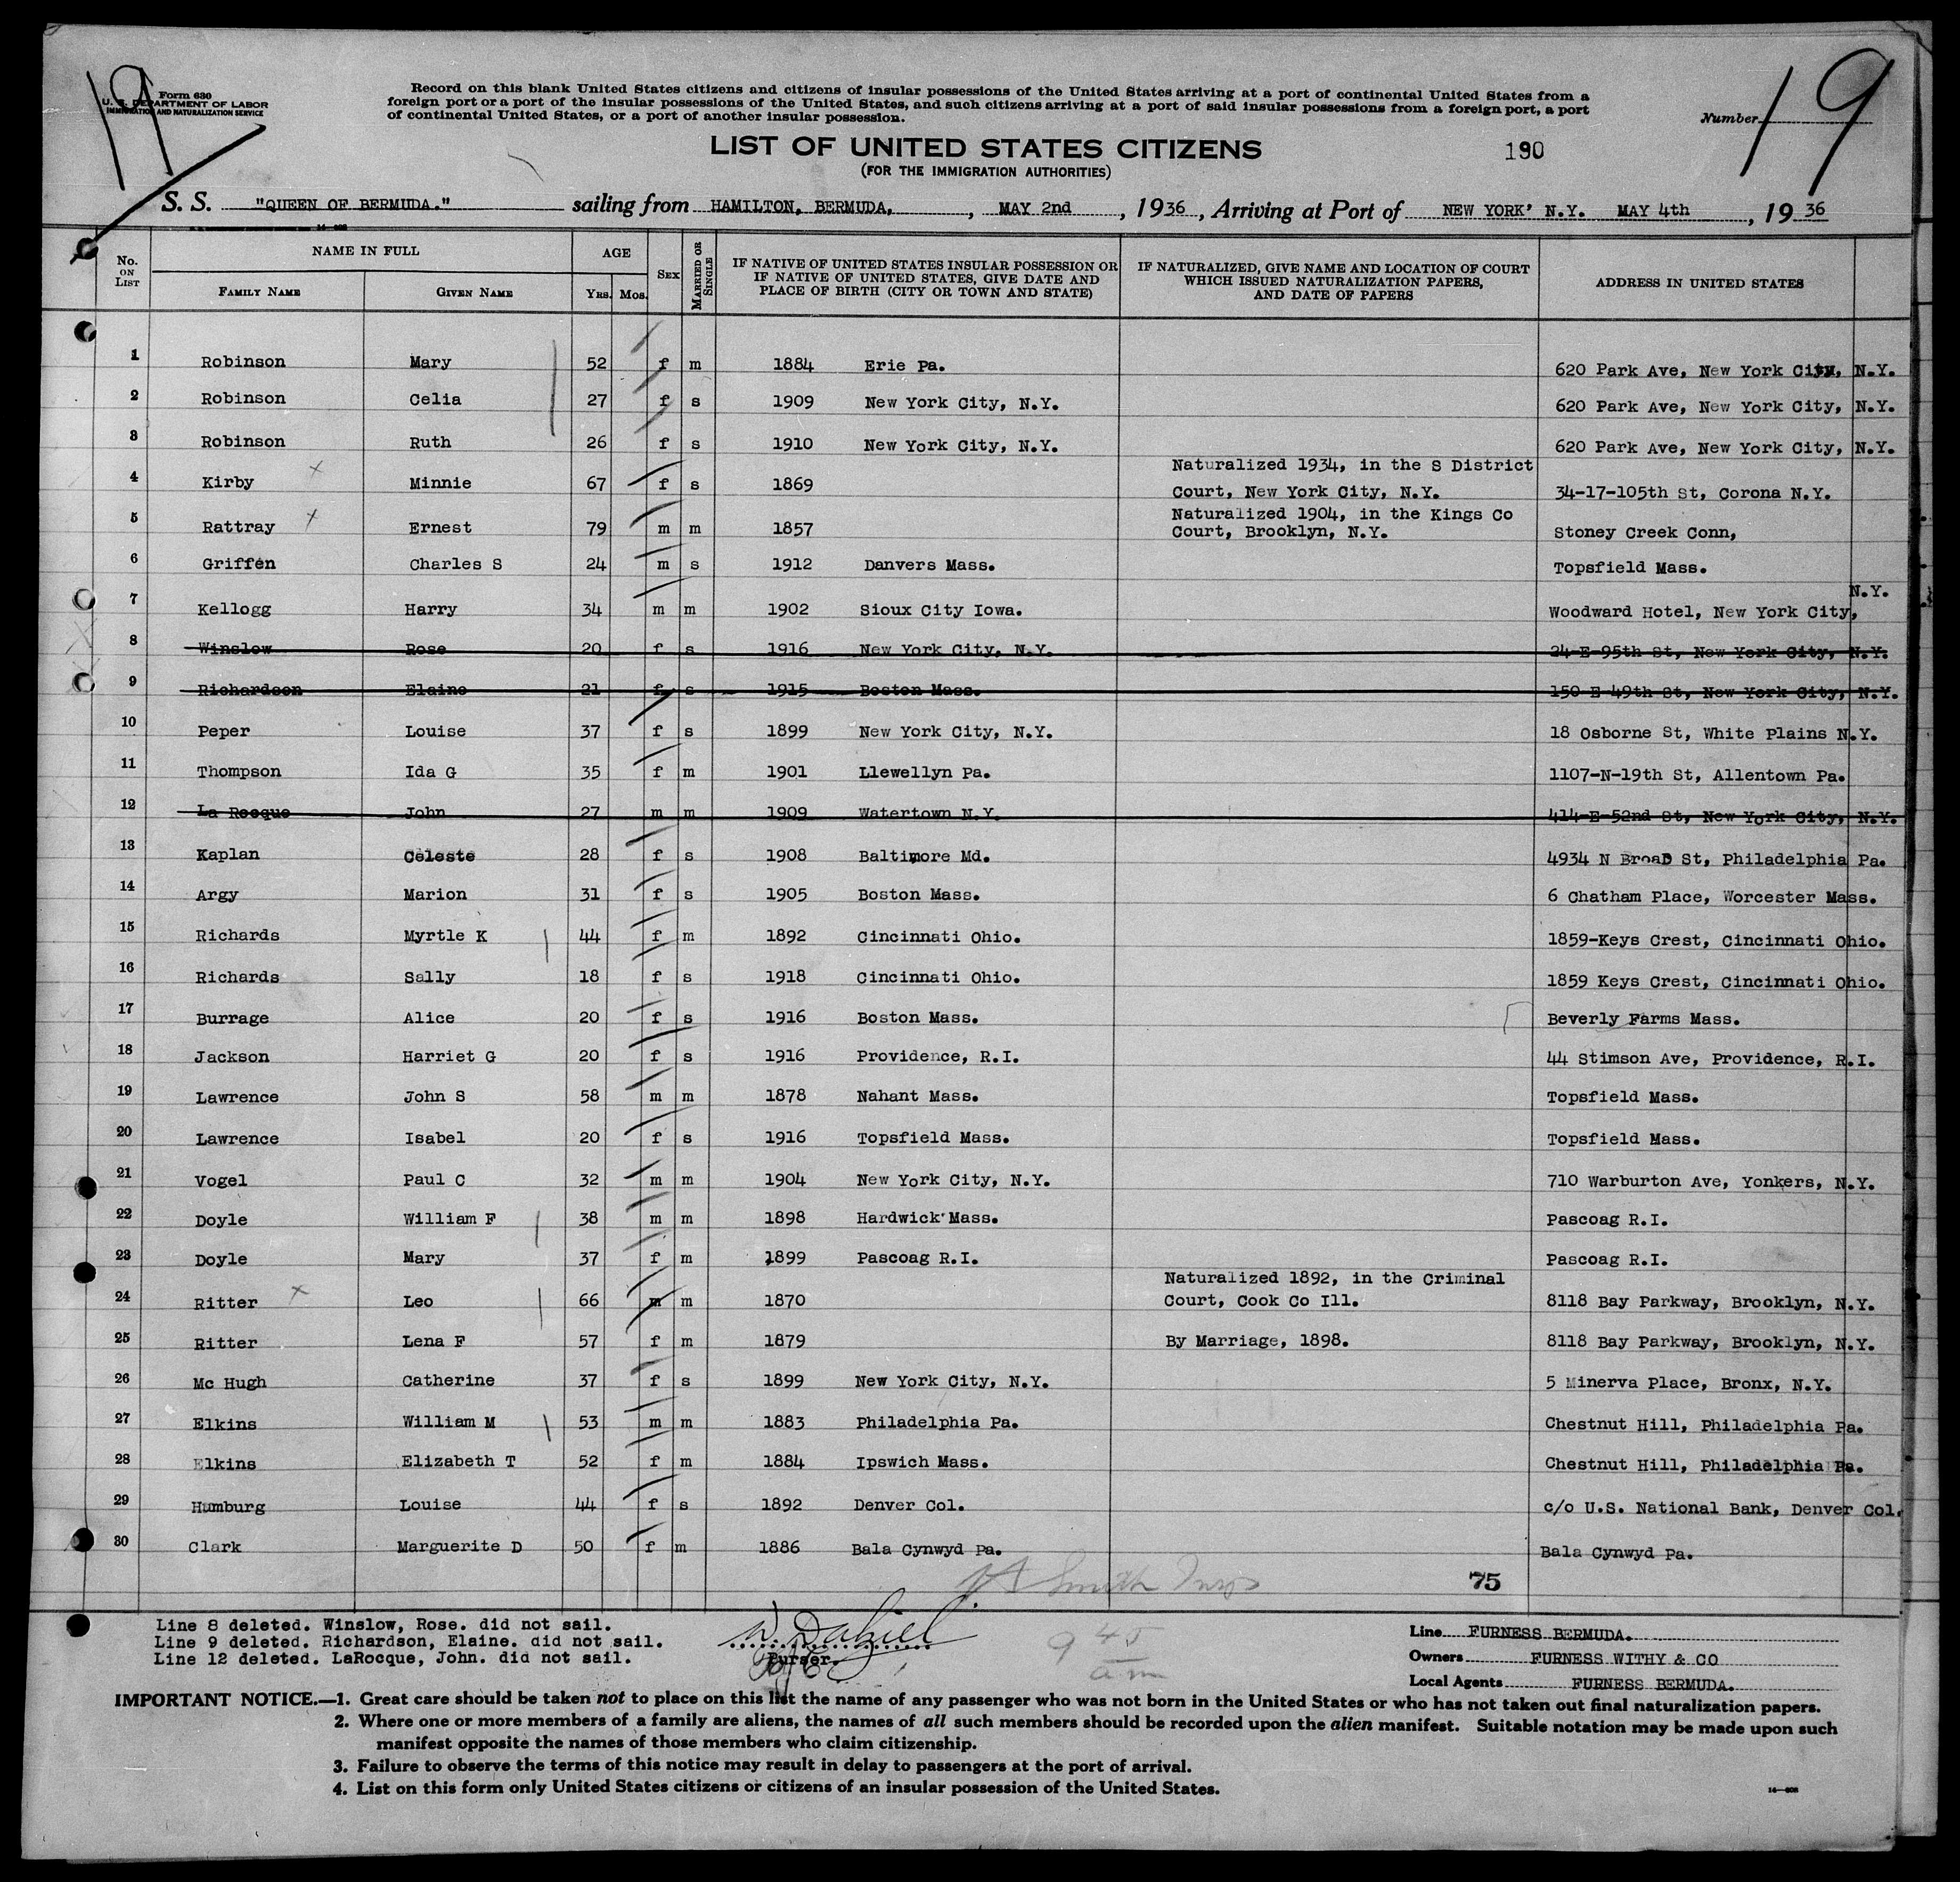 19
Form 630
U. S. DEPARTMENT OF LABOR
IMMIGRATION AND NATURALIZATION SERVICE
Record on this blank United States citizens and citizens of insular possessions of the United States arriving at a port of continental United States from a
foreign port or a port of the insular possessions of the United States, and such citizens arriving at a port of said insular possessions from a foreign port, a port
of continental United States, or a port of another insular possession.
Number 19
LIST OF UNITED STATES CITIZENS
190
(FOR THE IMMIGRATION AUTHORITIES)
S. S. "QUEEN OF BERMUDA." sailing from HAMILTON, BERMUDA, , MAY 2nd , 1936 , Arriving at Port of NEW YORK' N.Y. MAY 4th , 19 36
No. ON LIST NAME IN FULL AGE SEX MARRIED OR SINGLE IF NATIVE OF UNITED STATES INSULAR POSSESSION OR IF NATIVE OF UNITED STATES, GIVE DATE AND PLACE OF BIRTH (CITY OR TOWN AND STATE) IF NATURALIZED, GIVE NAME AND LOCATION OF COURT WHICH ISSUED NATURALIZATION PAPERS, AND DATE OF PAPERS ADDRESS IN UNITED STATES
FAMILY NAME GIVEN NAME YRS. MOS.
1 Robinson Mary 52 f m 1884 Erie Pa. 620 Park Ave, New York City, N.Y.
2 Robinson Celia 27 f s 1909 New York City, N.Y. 620 Park Ave, New York City, N.Y.
3 Robinson Ruth 26 f s 1910 New York City, N.Y. 620 Park Ave, New York City, N.Y.
Naturalized 1934, in the S District
4 Kirby Minnie 67 f s 1869 Court, New York City, N.Y. 34-17-105th St, Corona N.Y.
Naturalized 1904, in the Kings Co
5 Rattray Ernest 79 m m 1857 Court, Brooklyn, N.Y. Stoney Creek Conn,
6 Griffen Charles S 24 m s 1912 Danvers Mass. Topsfield Mass.
N.Y.
7 Kellogg Harry 34 m m 1902 Sioux City Iowa. Woodward Hotel, New York City,
8 Winslow Rose 20 f s 1916 New York City, N.Y. 24-E-95th St, New York City, N.Y.
9 Richardson Elaine 21 f s 1915 Boston Mass. 150 E 49th St, New York City, N.Y.
10 Peper Louise 37 f s 1899 New York City, N.Y. 18 Osborne St, White Plains N.Y.
11 Thompson Ida G 35 f m 1901 Llewellyn Pa. 1107-N-19th St, Allentown Pa.
12 La Rocque John 27 m m 1909 Watertown N.Y. 414-E-52nd St, New York City, N.Y.
13 Kaplan Celeste 28 f s 1908 Baltimore Md. 4934 N Broad St, Philadelphia Pa.
14 Argy Marion 31 f s 1905 Boston Mass. 6 Chatham Place, Worcester Mass.
15 Richards Myrtle K 44 f m 1892 Cincinnati Ohio. 1859-Keys Crest, Cincinnati Ohio.
16 Richards Sally 18 f s 1918 Cincinnati Ohio. 1859 Keys Crest, Cincinnati Ohio.
17 Burrage Alice 20 f s 1916 Boston Mass. Beverly Farms Mass.
18 Jackson Harriet G 20 f s 1916 Providence, R.I. 44 Stimson Ave, Providence, R.I.
19 Lawrence John S 58 m m 1878 Nahant Mass. Topsfield Mass.
20 Lawrence Isabel 20 f s 1916 Topsfield Mass. Topsfield Mass.
21 Vogel Paul C 32 m m 1904 New York City, N.Y. 710 Warburton Ave, Yonkers, N.Y.
22 Doyle William F 38 m m 1898 Hardwick Mass. Pascoag R.I.
23 Doyle Mary 37 f m 1899 Pascoag R.I. Pascoag R.I.
Naturalized 1892, in the Criminal
24 Ritter Leo 66 m m 1870 Court, Cook Co Ill. 8118 Bay Parkway, Brooklyn, N.Y.
25 Ritter Lena F 57 f m 1879 By Marriage, 1898. 8118 Bay Parkway, Brooklyn, N.Y.
26 Mc Hugh Catherine 37 f s 1899 New York City, N.Y. 5 Minerva Place, Bronx, N.Y.
27 Elkins William M 53 m m 1883 Philadelphia Pa. Chestnut Hill, Philadelphia Pa.
28 Elkins Elizabeth T 52 f m 1884 Ipswich Mass. Chestnut Hill, Philadelphia Pa.
29 Humburg Louise 44 f s 1892 Denver Col. c/o U.S. National Bank, Denver Col.
30 Clark Marguerite D 50 f m 1886 Bala Cynwyd Pa. Bala Cynwyd Pa.
Smith 75
Line 8 deleted. Winslow, Rose. did not sail.
Line 9 deleted. Richardson, Elaine. did not sail.
Line 12 deleted. LaRocque, John. did not sail.
W Dalziel
Purser.
9 45
a m
Line FURNESS BERMUDA.
Owners FURNESS WITHY & CO
Local Agents FURNESS BERMUDA.
IMPORTANT NOTICE.—1. Great care should be taken not to place on this list the name of any passenger who was not born in the United States or who has not taken out final naturalization papers.
2. Where one or more members of a family are aliens, the names of all such members should be recorded upon the alien manifest. Suitable notation may be made upon such
manifest opposite the names of those members who claim citizenship.
3. Failure to observe the terms of this notice may result in delay to passengers at the port of arrival.
4. List on this form only United States citizens or citizens of an insular possession of the United States.